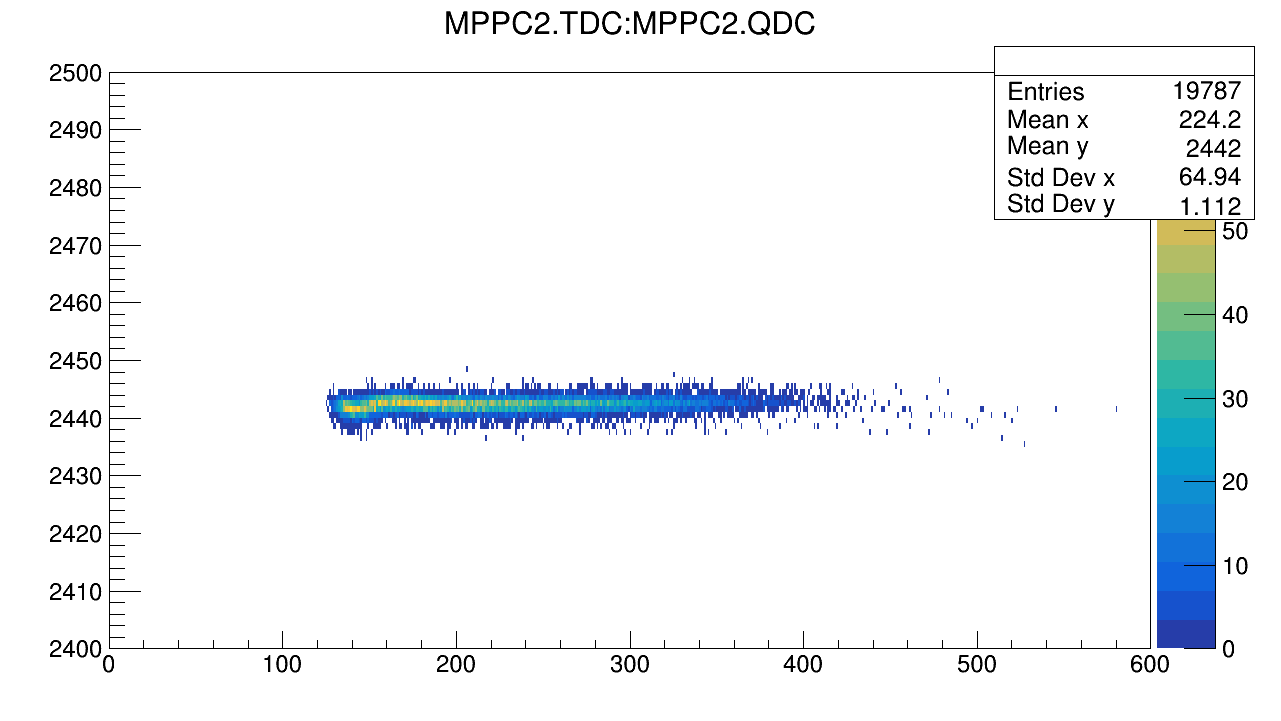 MPPC2.TDC:MPPC2.QDC
Entries 19787
Mean x 224.2
Mean y 2442
Std Dev x 64.94
Std Dev y 1.112
2500
2490
2480
2470
2460
2450
2440
2430
2420
2410
2400
50
40
30
20
10
0
0 100 200 300 400 500 600